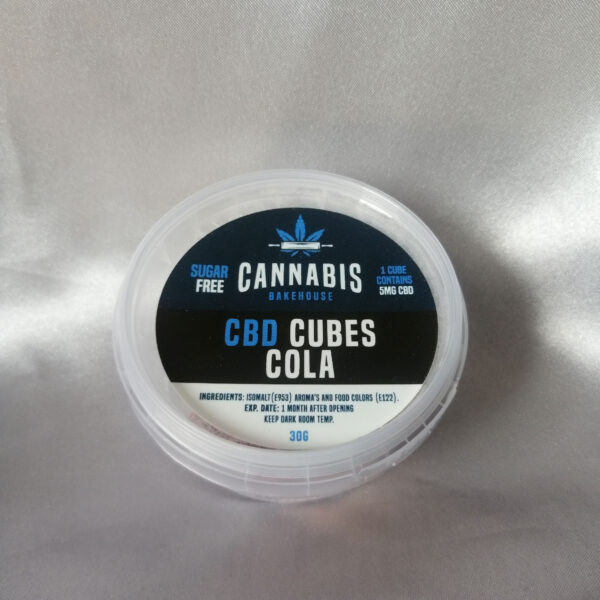 SUGAR
FREE
CANNABIS
BAKEHOUSE
1 CUBE
CONTAINS
5MG CBD
CBD CUBES
COLA
INGREDIENTS: ISOMALT(E953) AROMA'S AND FOOD COLORS (E122).
EXP. DATE: 1 MONTH AFTER OPENING
KEEP DARK ROOM TEMP.
30G